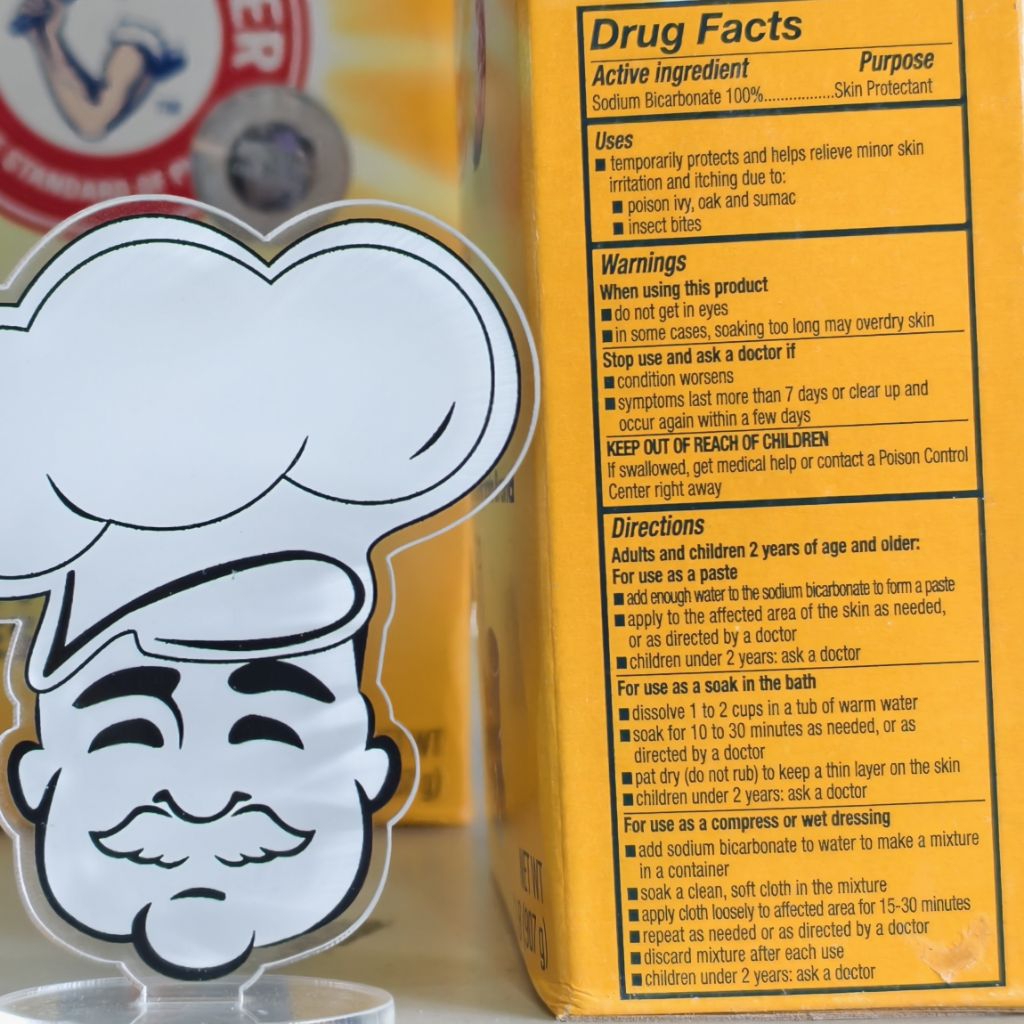 ER
™
E STANDARD OF P
Drug Facts
Active ingredient Purpose
Sodium Bicarbonate 100%.................Skin Protectant
Uses
■ temporarily protects and helps relieve minor skin
irritation and itching due to:
■ poison ivy, oak and sumac
■ insect bites
Warnings
When using this product
■ do not get in eyes
■ in some cases, soaking too long may overdry skin
Stop use and ask a doctor if
■ condition worsens
■ symptoms last more than 7 days or clear up and
occur again within a few days
KEEP OUT OF REACH OF CHILDREN
If swallowed, get medical help or contact a Poison Control
Center right away
Directions
Adults and children 2 years of age and older:
For use as a paste
■ add enough water to the sodium bicarbonate to form a paste
■ apply to the affected area of the skin as needed,
or as directed by a doctor
■ children under 2 years: ask a doctor
For use as a soak in the bath
■ dissolve 1 to 2 cups in a tub of warm water
■ soak for 10 to 30 minutes as needed, or as
directed by a doctor
■ pat dry (do not rub) to keep a thin layer on the skin
■ children under 2 years: ask a doctor
For use as a compress or wet dressing
■ add sodium bicarbonate to water to make a mixture
in a container
■ soak a clean, soft cloth in the mixture
■ apply cloth loosely to affected area for 15-30 minutes
■ repeat as needed or as directed by a doctor
■ discard mixture after each use
■ children under 2 years: ask a doctor
NET WT
(907 g)
WT